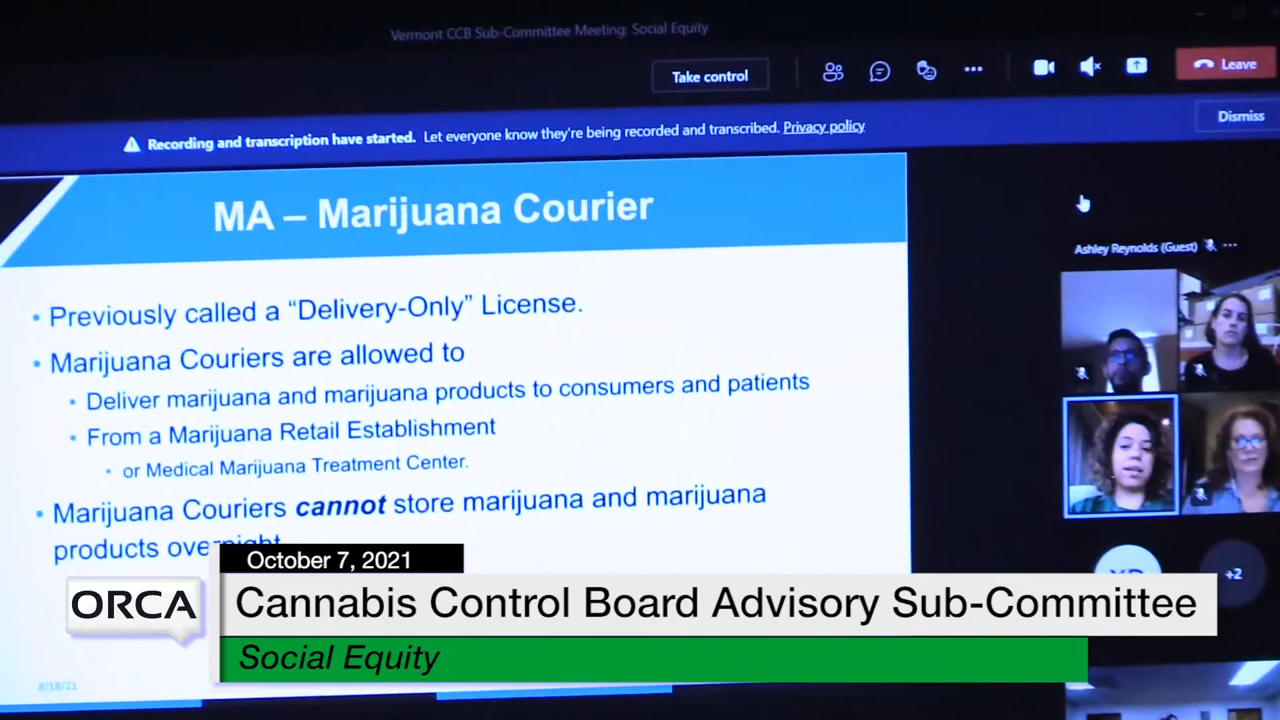 Vermont CCB Sub-Committee Meeting: Social Equity
Take control
Leave
Recording and transcription have started. Let everyone know they're being recorded and transcribed. Privacy policy
Dismiss
MA – Marijuana Courier
Ashley Reynolds (Guest)
• Previously called a “Delivery-Only” License.
• Marijuana Couriers are allowed to
• Deliver marijuana and marijuana products to consumers and patients
• From a Marijuana Retail Establishment
• or Medical Marijuana Treatment Center.
• Marijuana Couriers cannot store marijuana and marijuana
products overnight
+2
October 7, 2021
ORCA
Cannabis Control Board Advisory Sub-Committee
Social Equity
8/18/21